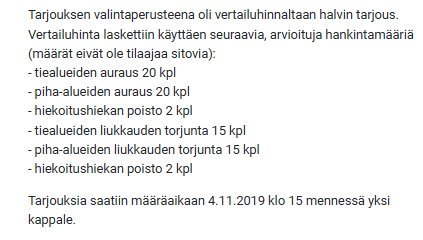 Tarjouksen valintaperusteena oli vertailuhinnaltaan halvin tarjous.
Vertailuhinta laskettiin käyttäen seuraavia, arvioituja hankintamääriä
(määrät eivät ole tilaajaa sitovia):
- tiealueiden auraus 20 kpl
- piha-alueiden auraus 20 kpl
- hiekoitushiekan poisto 2 kpl
- tiealueiden liukkauden torjunta 15 kpl
- piha-alueiden liukkauden torjunta 15 kpl
- hiekoitushiekan poisto 2 kpl
Tarjouksia saatiin määräaikaan 4.11.2019 klo 15 mennessä yksi
kappale.